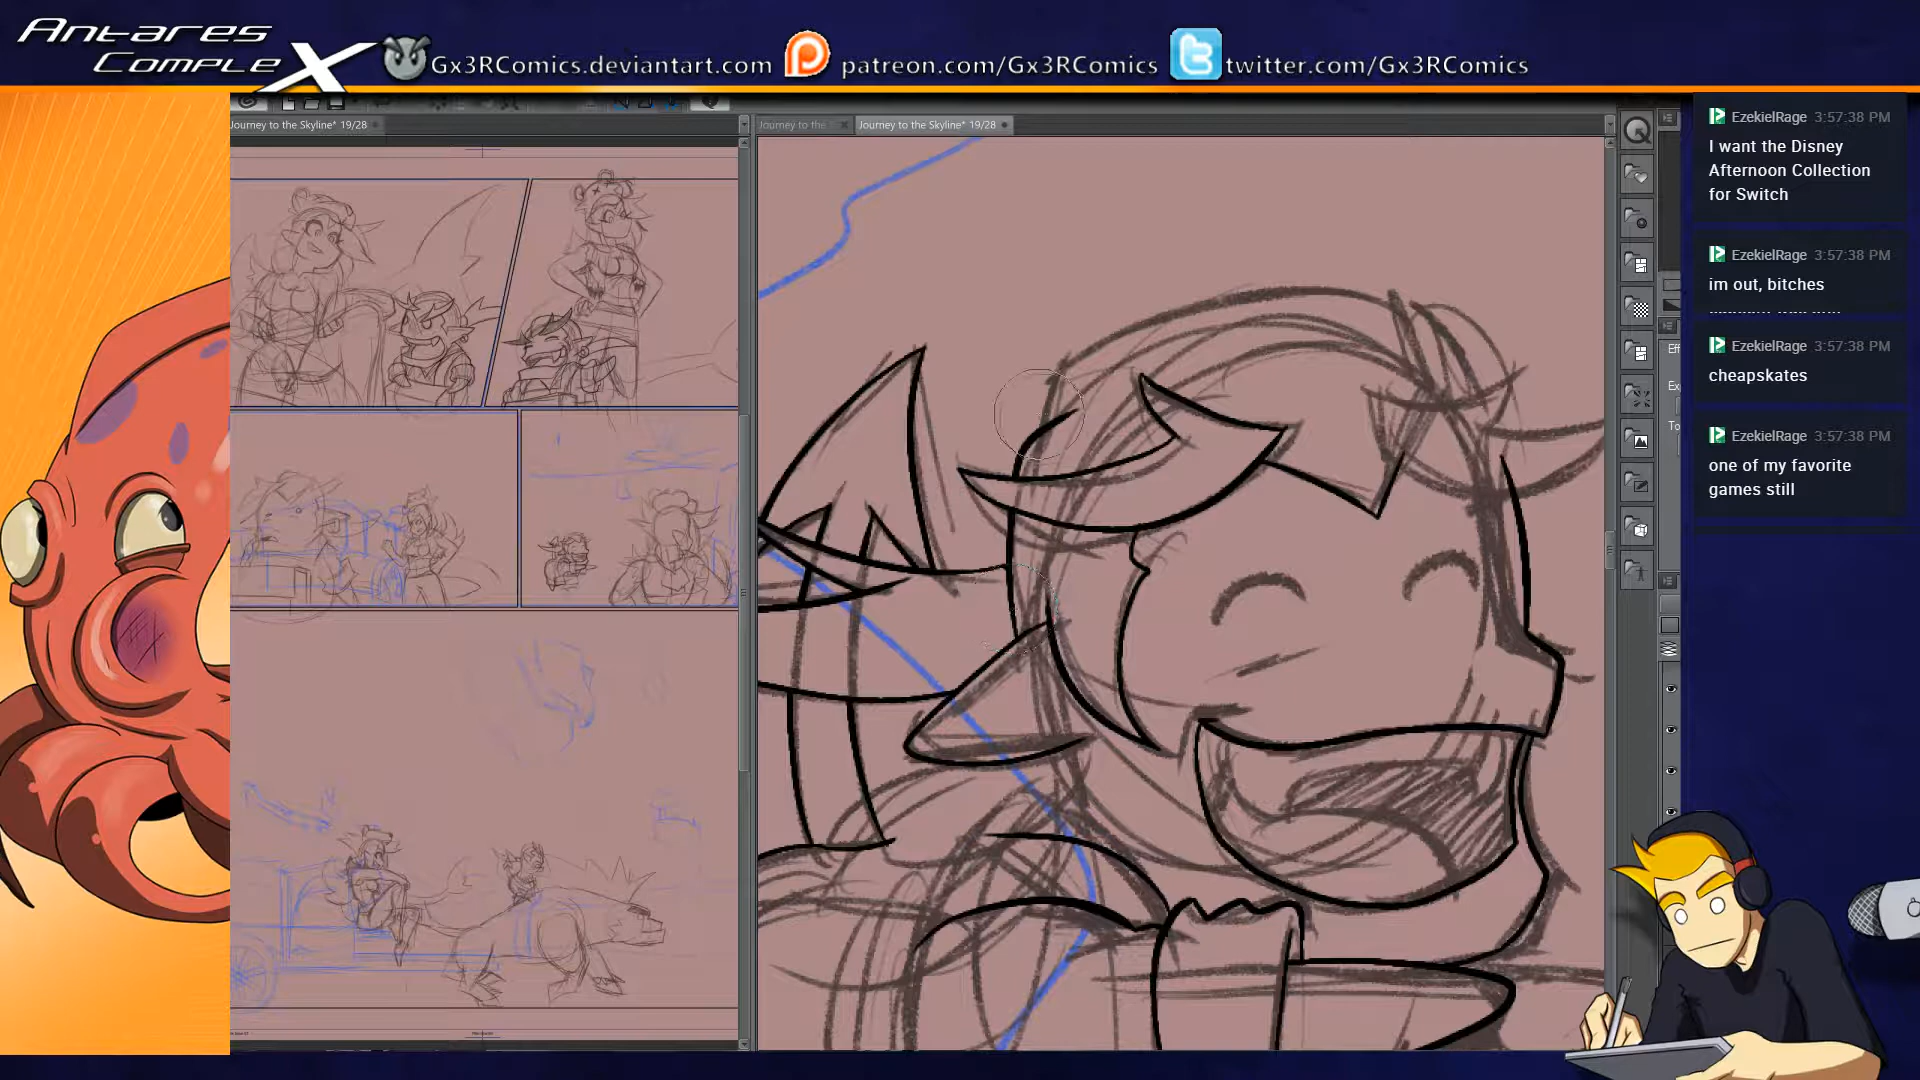 Antares
Complex
Gx3RComics.deviantart.com
patreon.com/Gx3RComics
twitter.com/Gx3RComics
Journey to the Skyline* 19/28
Journey to the S
Journey to the Skyline* 19/28
EzekielRage 3:57:38 PM
I want the Disney
Afternoon Collection
for Switch
EzekielRage 3:57:38 PM
im out, bitches
EzekielRage 3:57:38 PM
cheapskates
EzekielRage 3:57:38 PM
one of my favorite
games still
Eff
Ex
To